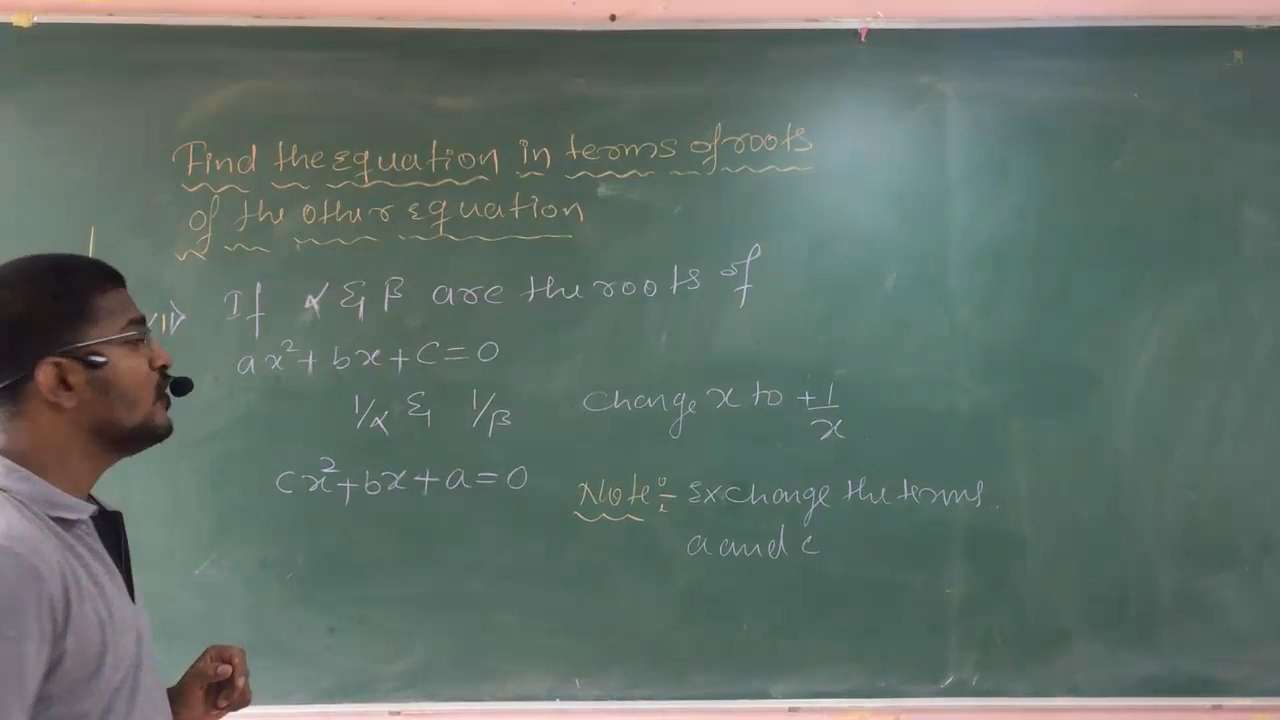 Find the Equation in terms of roots
of the other Equation
If α & β are the roots of
ax²+bx+c=0
1/α & 1/β
change x to +1/x
cx²+bx+a=0
Note:- Exchange the terms.
a and c